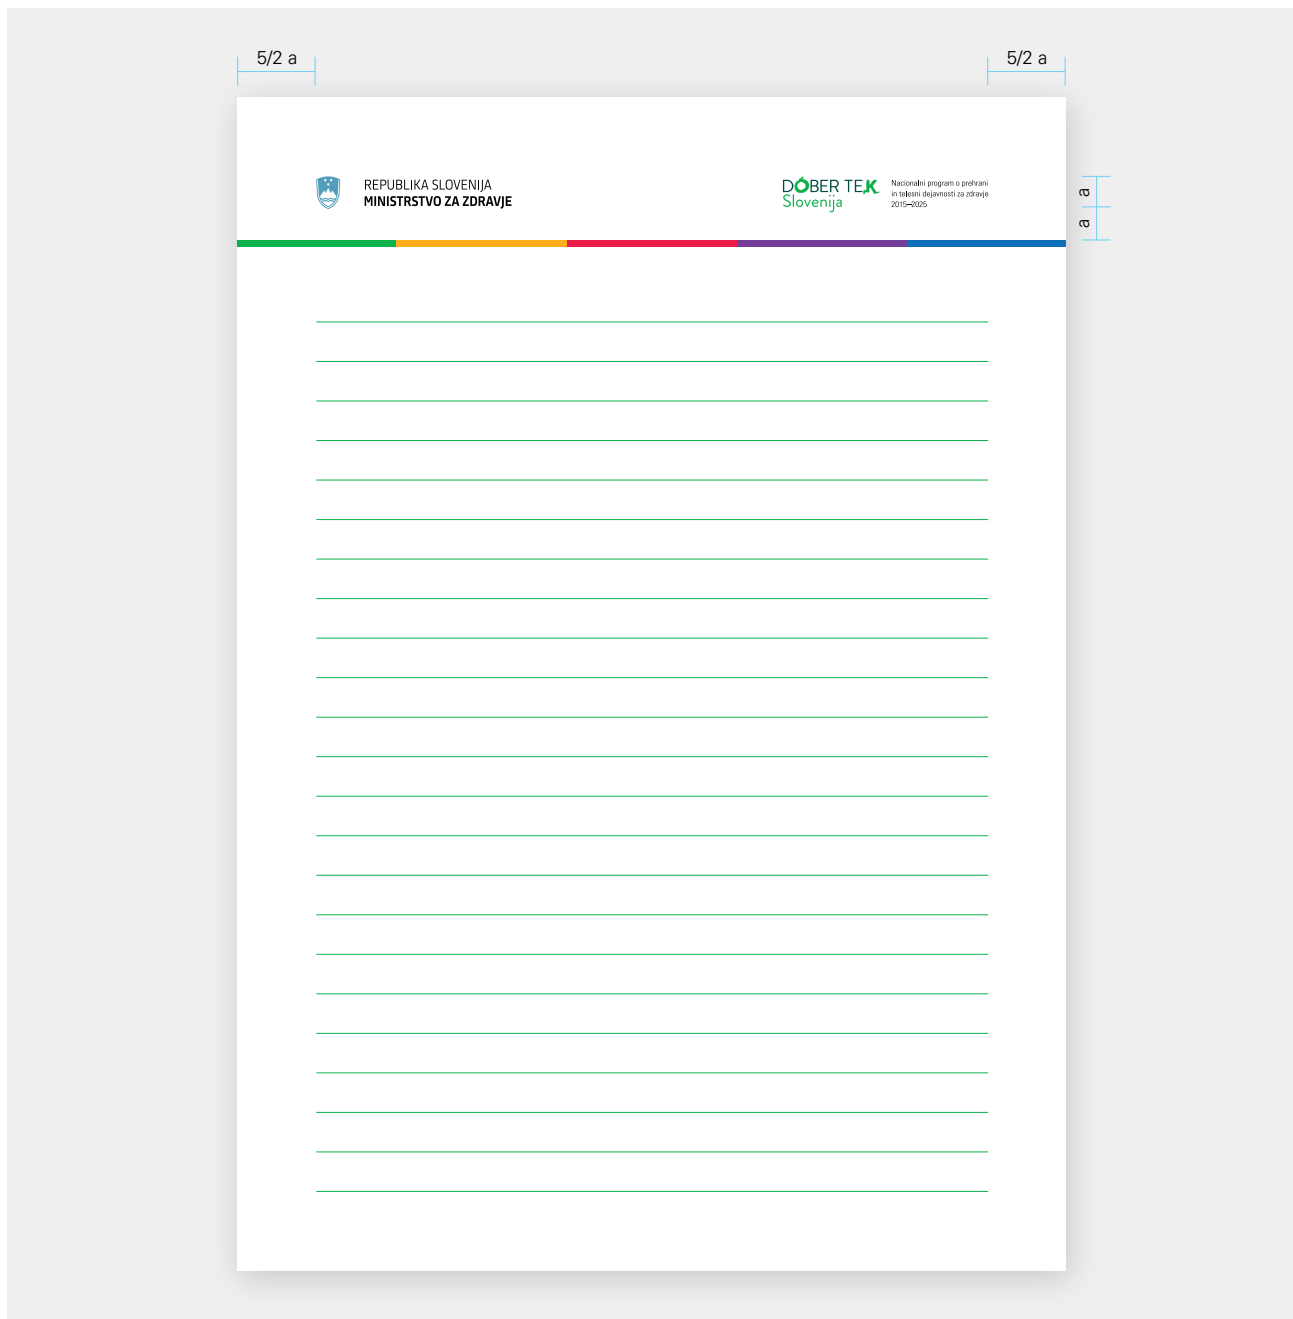 5/2 a
5/2 a
REPUBLIKA SLOVENIJA
MINISTRSTVO ZA ZDRAVJE
DOBER TEK
Slovenija
Nacionalni program o prehrani
in telesni dejavnosti za zdravje
2015–2025
a
a